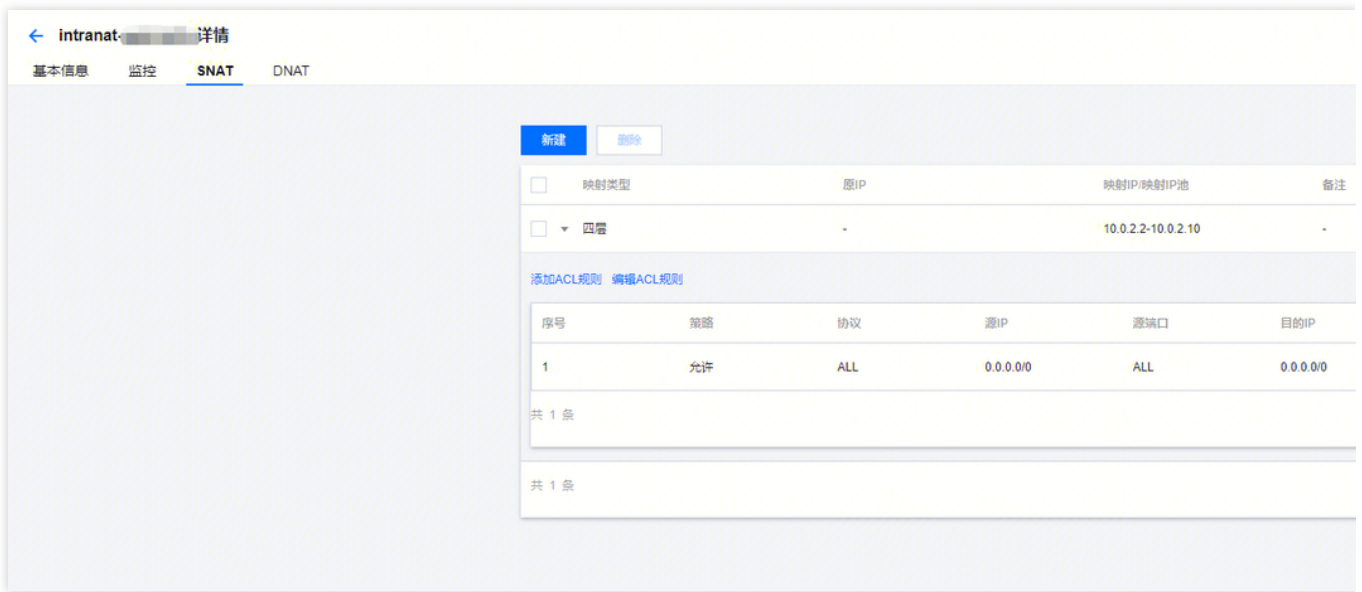 ← intranat- 详情
基本信息 监控 SNAT DNAT
新建 删除
映射类型 原IP 映射IP/映射IP池 备注
四层 - 10.0.2.2-10.0.2.10 -
添加ACL规则 编辑ACL规则
序号 策略 协议 源IP 源端口 目的IP
1 允许 ALL 0.0.0.0/0 ALL 0.0.0.0/0
共 1 条
共 1 条